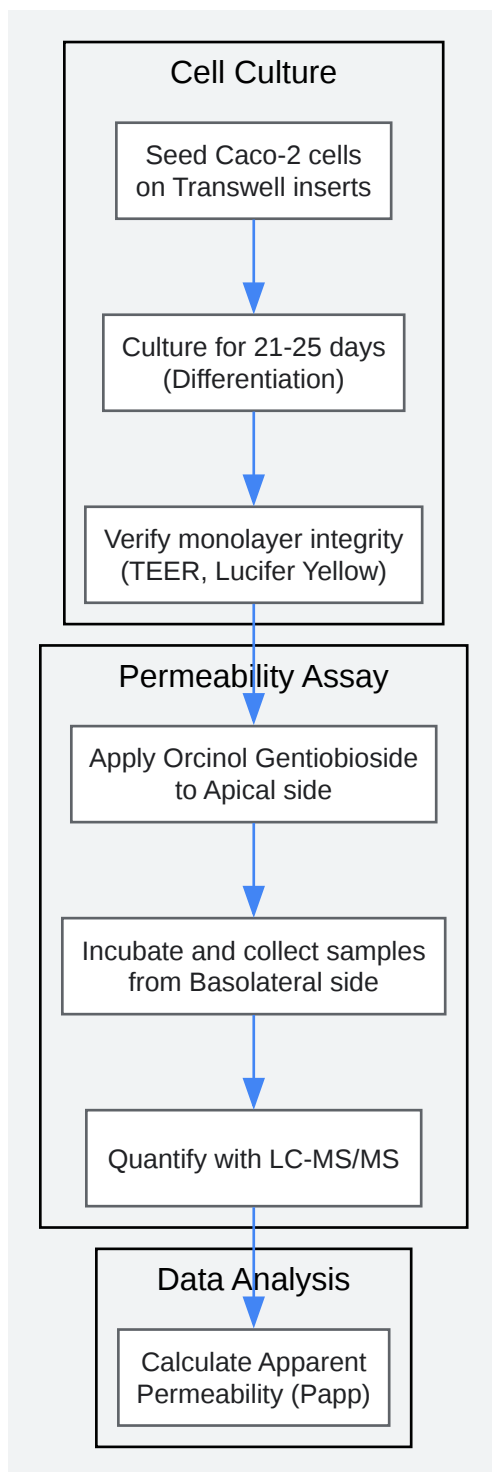 Cell Culture
Seed Caco-2 cells
on Transwell inserts
Culture for 21-25 days
(Differentiation)
Verify monolayer integrity
(TEER, Lucifer Yellow)
Permeability Assay
Apply Orcinol Gentiobioside
to Apical side
Incubate and collect samples
from Basolateral side
Quantify with LC-MS/MS
Data Analysis
Calculate Apparent
Permeability (Papp)